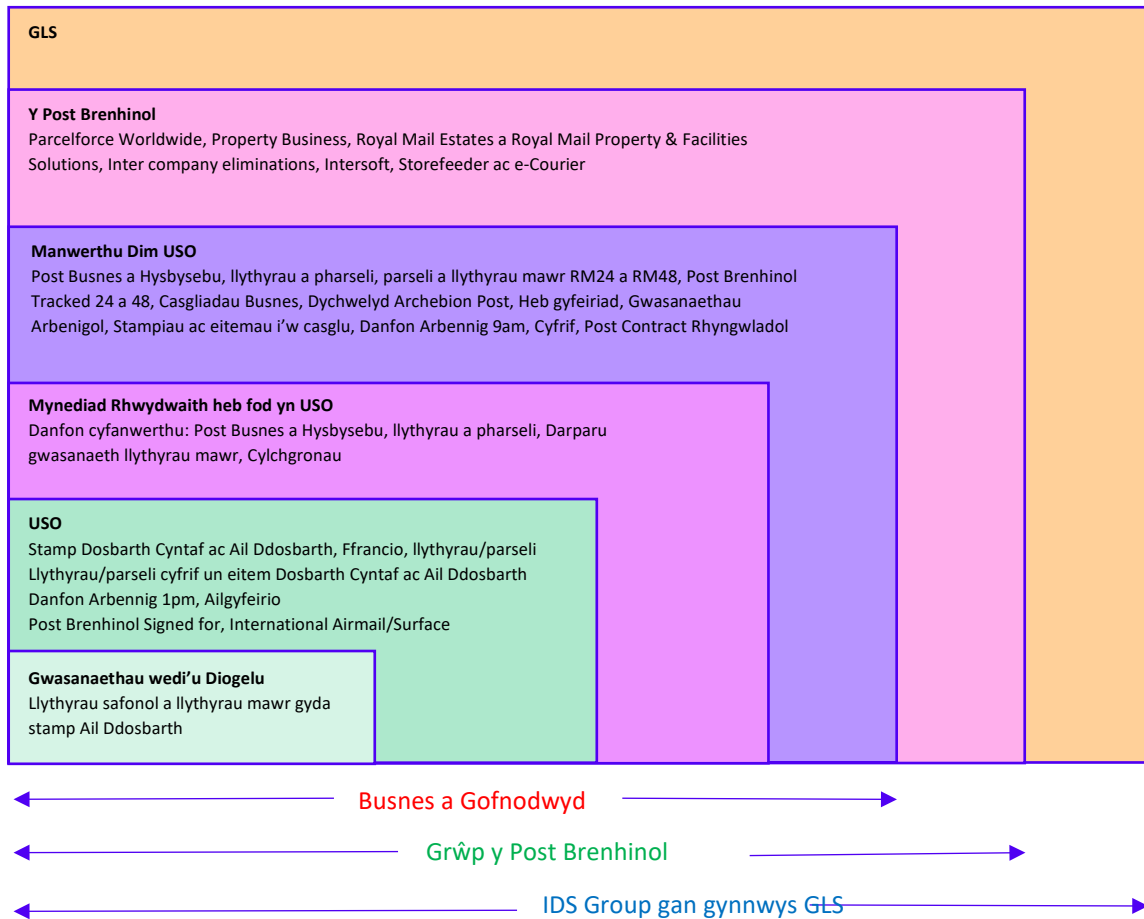 GLS
Y Post Brenhinol
Parcelforce Worldwide, Property Business, Royal Mail Estates a Royal Mail Property & Facilities
Solutions, Inter company eliminations, Intersoft, Storefeeder ac e-Courier
Manwerthu Dim USO
Post Busnes a Hysbysebu, llythyrau a pharseli, parseli a llythyrau mawr RM24 a RM48, Post Brenhinol
Tracked 24 a 48, Casgliadau Busnes, Dychwelyd Archebion Post, Heb gyfeiriad, Gwasanaethau
Arbenigol, Stampiau ac eitemau i'w casglu, Danfon Arbennig 9am, Cyfrif, Post Contract Rhyngwladol
Mynediad Rhwydwaith heb fod yn USO
Danfon cyfanwerthu: Post Busnes a Hysbysebu, llythyrau a pharseli, Darparu
gwasanaeth llythyrau mawr, Cylchgronau
USO
Stamp Dosbarth Cyntaf ac Ail Ddosbarth, Ffrancio, llythyrau/parseli
Llythyrau/parseli cyfrif un eitem Dosbarth Cyntaf ac Ail Ddosbarth
Danfon Arbennig 1pm, Ailgyfeirio
Post Brenhinol Signed for, International Airmail/Surface
Gwasanaethau wedi'u Diogelu
Llythyrau safonol a llythyrau mawr gyda
stamp Ail Ddosbarth
Busnes a Gofnodwyd
Grŵp y Post Brenhinol
IDS Group gan gynnwys GLS